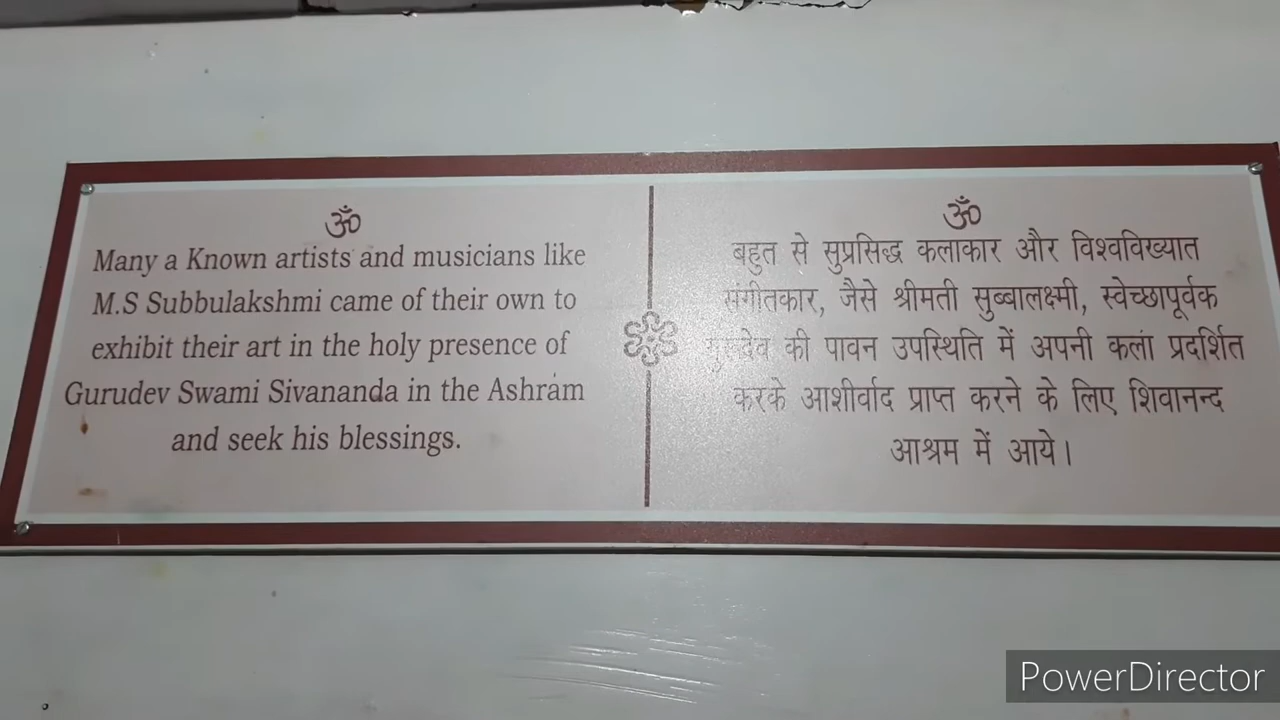 ॐ
Many a Known artists and musicians like
M.S Subbulakshmi came of their own to
exhibit their art in the holy presence of
Gurudev Swami Sivananda in the Ashram
and seek his blessings.
ॐ
बहुत से सुप्रसिद्ध कलाकार और विश्वविख्यात
संगीतकार, जैसे श्रीमती सुब्बालक्ष्मी, स्वेच्छापूर्वक
गुरुदेव की पावन उपस्थिति में अपनी कला प्रदर्शित
करके आशीर्वाद प्राप्त करने के लिए शिवानन्द
आश्रम में आये।
PowerDirector